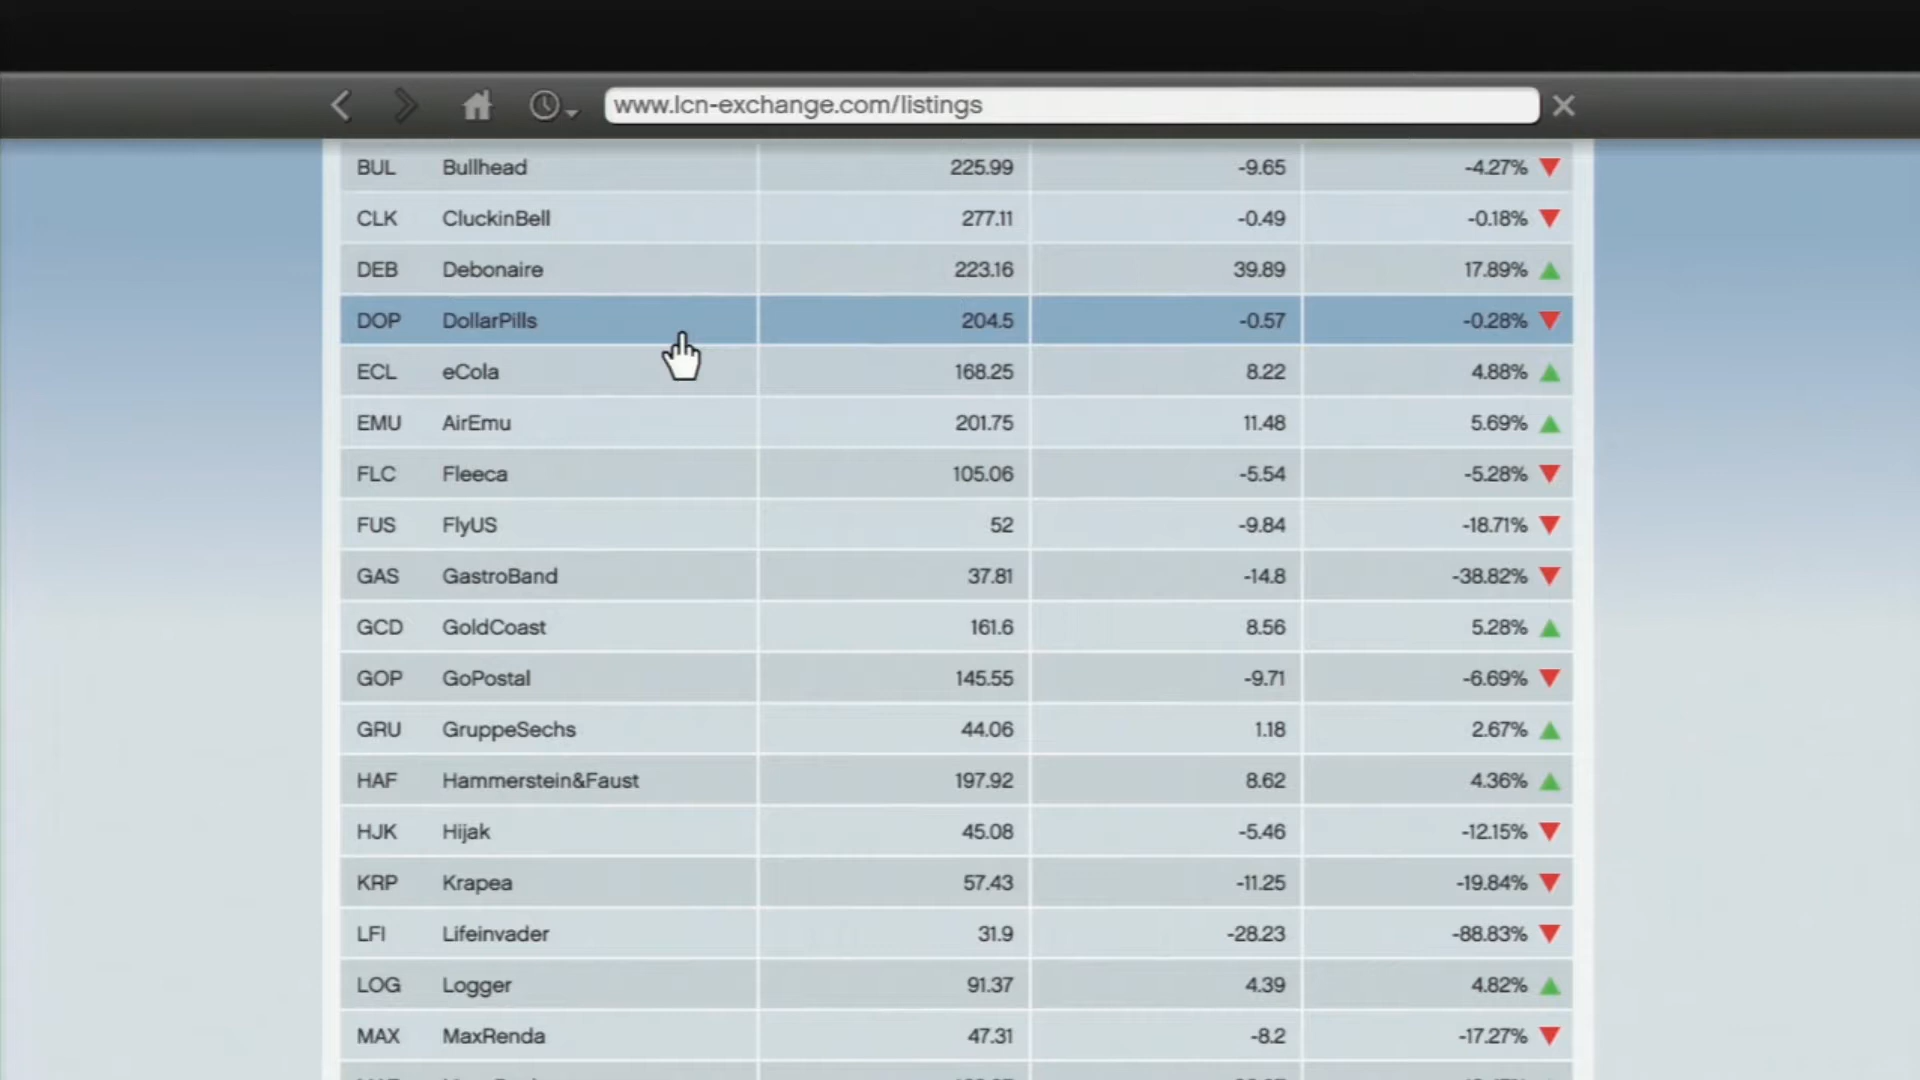 www.lcn-exchange.com/listings
BUL Bullhead 225.99 -9.65 -4.27%
CLK CluckinBell 277.11 -0.49 -0.18%
DEB Debonaire 223.16 39.89 17.89%
DOP DollarPills 204.5 -0.57 -0.28%
ECL eCola 168.25 8.22 4.88%
EMU AirEmu 201.75 11.48 5.69%
FLC Fleeca 105.06 -5.54 -5.28%
FUS FlyUS 52 -9.84 -18.71%
GAS GastroBand 37.81 -14.8 -38.82%
GCD GoldCoast 161.6 8.56 5.28%
GOP GoPostal 145.55 -9.71 -6.69%
GRU GruppeSechs 44.06 1.18 2.67%
HAF Hammerstein&Faust 197.92 8.62 4.36%
HJK Hijak 45.08 -5.46 -12.15%
KRP Krapea 57.43 -11.25 -19.84%
LFI Lifeinvader 31.9 -28.23 -88.83%
LOG Logger 91.37 4.39 4.82%
MAX MaxRenda 47.31 -8.2 -17.27%